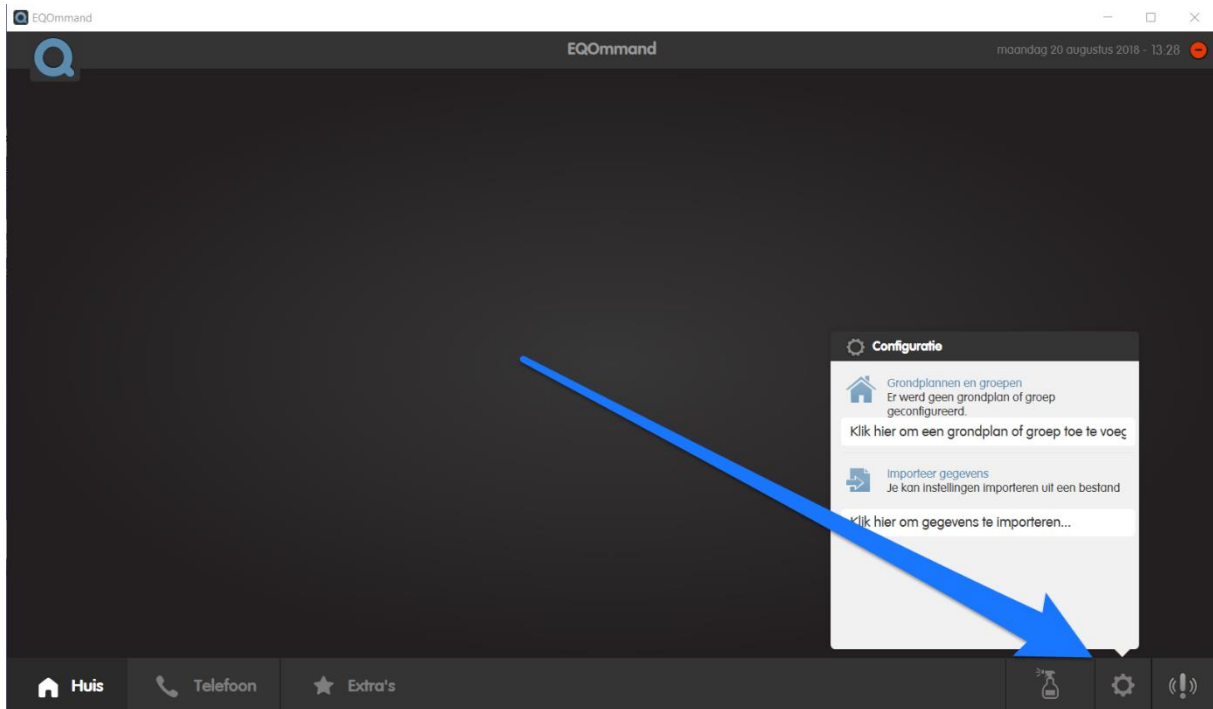 EQOmmand
EQOmmand
maandag 20 augustus 2018 - 13:28
Configuratie
Grondplannen en groepen
Er werd geen grondplan of groep
geconfigureerd.
Klik hier om een grondplan of groep toe te voeg
Importeer gegevens
Je kan instellingen importeren uit een bestand
Klik hier om gegevens te importeren...
Huis
Telefoon
Extra's